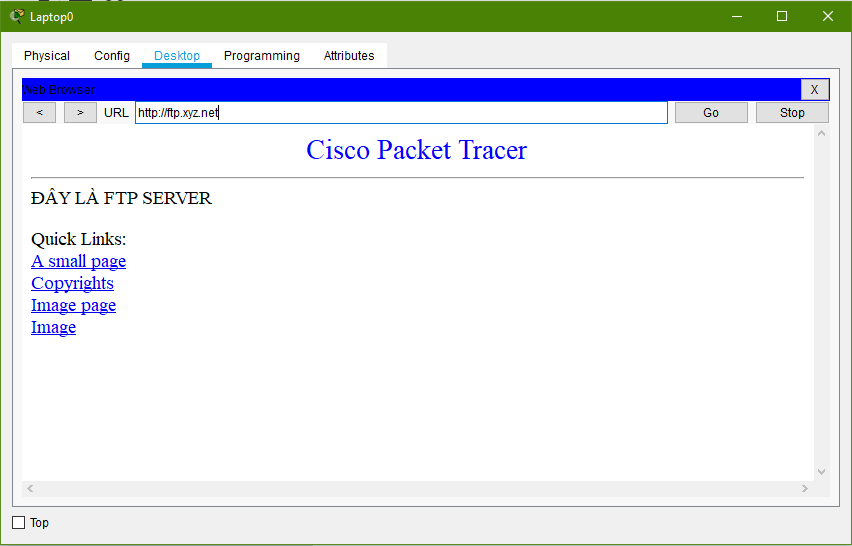 Laptop0
Physical Config Desktop Programming Attributes
Web Browser
X
< > URL http://ftp.xyz.net Go Stop
Cisco Packet Tracer
ĐÂY LÀ FTP SERVER
Quick Links:
A small page
Copyrights
Image page
Image
Top